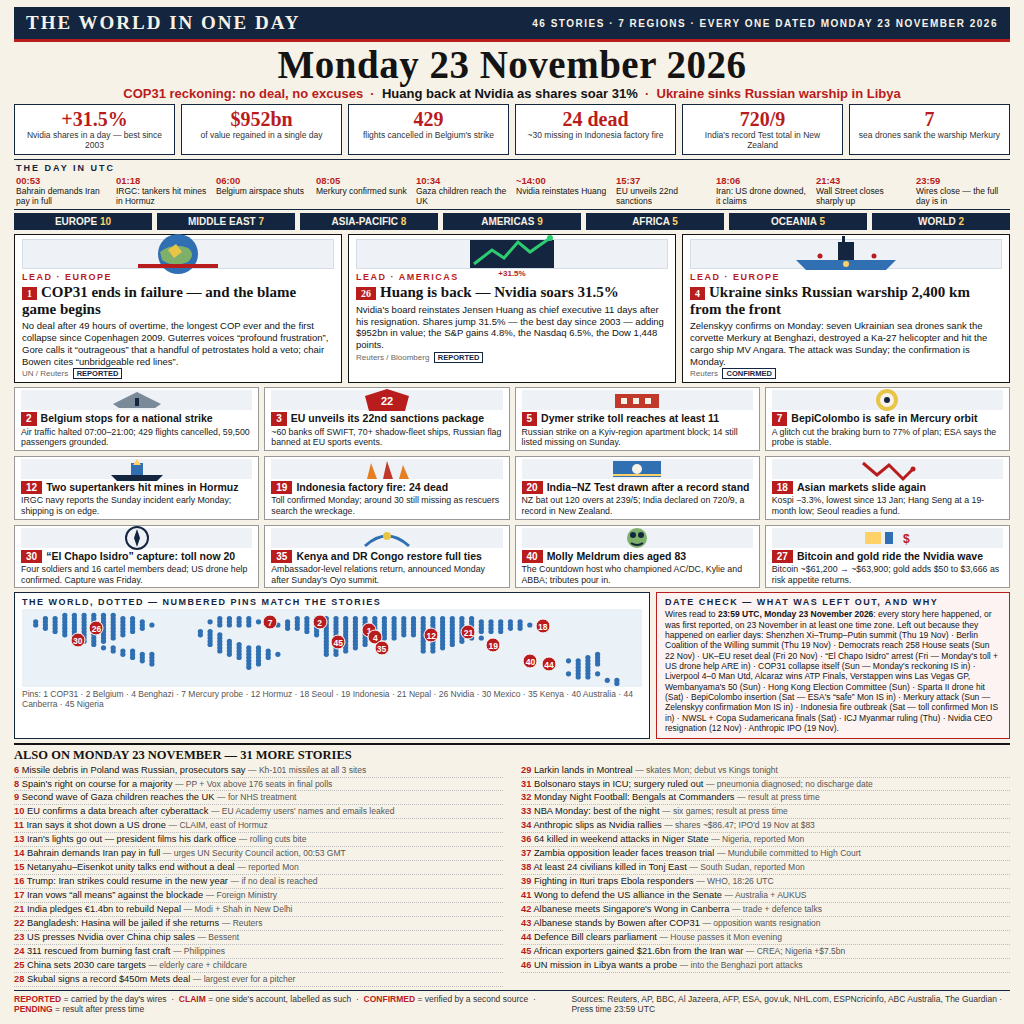 THE WORLD IN ONE DAY
46 STORIES · 7 REGIONS · EVERY ONE DATED MONDAY 23 NOVEMBER 2026
Monday 23 November 2026
COP31 reckoning: no deal, no excuses · Huang back at Nvidia as shares soar 31% · Ukraine sinks Russian warship in Libya
+31.5%
Nvidia shares in a day — best since
2003
$952bn
of value regained in a single day
429
flights cancelled in Belgium's strike
24 dead
~30 missing in Indonesia factory fire
720/9
India's record Test total in New
Zealand
7
sea drones sank the warship Merkury
THE DAY IN UTC
00:53
Bahrain demands Iran
pay in full
01:18
IRGC: tankers hit mines
in Hormuz
06:00
Belgium airspace shuts
08:05
Merkury confirmed sunk
10:34
Gaza children reach the
UK
~14:00
Nvidia reinstates Huang
15:37
EU unveils 22nd
sanctions
18:06
Iran: US drone downed,
it claims
21:43
Wall Street closes
sharply up
23:59
Wires close — the full
day is in
EUROPE 10
MIDDLE EAST 7
ASIA-PACIFIC 8
AMERICAS 9
AFRICA 5
OCEANIA 5
WORLD 2
LEAD · EUROPE
1 COP31 ends in failure — and the blame
game begins
No deal after 49 hours of overtime, the longest COP ever and the first
collapse since Copenhagen 2009. Guterres voices “profound frustration”,
Gore calls it “outrageous” that a handful of petrostates hold a veto; chair
Bowen cites “unbridgeable red lines”.
UN / Reuters REPORTED
+31.5%
LEAD · AMERICAS
26 Huang is back — Nvidia soars 31.5%
Nvidia's board reinstates Jensen Huang as chief executive 11 days after
his resignation. Shares jump 31.5% — the best day since 2003 — adding
$952bn in value; the S&P gains 4.8%, the Nasdaq 6.5%, the Dow 1,448
points.
Reuters / Bloomberg REPORTED
LEAD · EUROPE
4 Ukraine sinks Russian warship 2,400 km
from the front
Zelenskyy confirms on Monday: seven Ukrainian sea drones sank the
corvette Merkury at Benghazi, destroyed a Ka-27 helicopter and hit the
cargo ship MV Angara. The attack was Sunday; the confirmation is
Monday.
Reuters CONFIRMED
2 Belgium stops for a national strike
Air traffic halted 07:00–21:00; 429 flights cancelled, 59,500
passengers grounded.
22
3 EU unveils its 22nd sanctions package
~60 banks off SWIFT, 70+ shadow-fleet ships, Russian flag
banned at EU sports events.
5 Dymer strike toll reaches at least 11
Russian strike on a Kyiv-region apartment block; 14 still
listed missing on Sunday.
7 BepiColombo is safe in Mercury orbit
A glitch cut the braking burn to 77% of plan; ESA says the
probe is stable.
12 Two supertankers hit mines in Hormuz
IRGC navy reports the Sunday incident early Monday;
shipping is on edge.
19 Indonesia factory fire: 24 dead
Toll confirmed Monday; around 30 still missing as rescuers
search the wreckage.
20 India–NZ Test drawn after a record stand
NZ bat out 120 overs at 239/5; India declared on 720/9, a
record in New Zealand.
18 Asian markets slide again
Kospi −3.3%, lowest since 13 Jan; Hang Seng at a 19-
month low; Seoul readies a fund.
30 “El Chapo Isidro” capture: toll now 20
Four soldiers and 16 cartel members dead; US drone help
confirmed. Capture was Friday.
35 Kenya and DR Congo restore full ties
Ambassador-level relations return, announced Monday
after Sunday's Oyo summit.
40 Molly Meldrum dies aged 83
The Countdown host who championed AC/DC, Kylie and
ABBA; tributes pour in.
$
27 Bitcoin and gold ride the Nvidia wave
Bitcoin ~$61,200 → ~$63,900; gold adds $50 to $3,666 as
risk appetite returns.
THE WORLD, DOTTED — NUMBERED PINS MATCH THE STORIES
30
26
7
2
45
1
4
35
12
21
19
18
40
44
Pins: 1 COP31 · 2 Belgium · 4 Benghazi · 7 Mercury probe · 12 Hormuz · 18 Seoul · 19 Indonesia · 21 Nepal · 26 Nvidia · 30 Mexico · 35 Kenya · 40 Australia · 44
Canberra · 45 Nigeria
DATE CHECK — WHAT WAS LEFT OUT, AND WHY
Wires read to 23:59 UTC, Monday 23 November 2026: every story here happened, or
was first reported, on 23 November in at least one time zone. Left out because they
happened on earlier days: Shenzhen Xi–Trump–Putin summit (Thu 19 Nov) · Berlin
Coalition of the Willing summit (Thu 19 Nov) · Democrats reach 258 House seats (Sun
22 Nov) · UK–EU reset deal (Fri 20 Nov) · “El Chapo Isidro” arrest (Fri — Monday's toll +
US drone help ARE in) · COP31 collapse itself (Sun — Monday's reckoning IS in) ·
Liverpool 4–0 Man Utd, Alcaraz wins ATP Finals, Verstappen wins Las Vegas GP,
Wembanyama's 50 (Sun) · Hong Kong Election Committee (Sun) · Sparta II drone hit
(Sat) · BepiColombo insertion (Sat — ESA's “safe” Mon IS in) · Merkury attack (Sun —
Zelenskyy confirmation Mon IS in) · Indonesia fire outbreak (Sat — toll confirmed Mon IS
in) · NWSL + Copa Sudamericana finals (Sat) · ICJ Myanmar ruling (Thu) · Nvidia CEO
resignation (12 Nov) · Anthropic IPO (19 Nov).
ALSO ON MONDAY 23 NOVEMBER — 31 MORE STORIES
6 Missile debris in Poland was Russian, prosecutors say — Kh-101 missiles at all 3 sites
8 Spain's right on course for a majority — PP + Vox above 176 seats in final polls
9 Second wave of Gaza children reaches the UK — for NHS treatment
10 EU confirms a data breach after cyberattack — EU Academy users' names and emails leaked
11 Iran says it shot down a US drone — CLAIM, east of Hormuz
13 Iran's lights go out — president films his dark office — rolling cuts bite
14 Bahrain demands Iran pay in full — urges UN Security Council action, 00:53 GMT
15 Netanyahu–Eisenkot unity talks end without a deal — reported Mon
16 Trump: Iran strikes could resume in the new year — if no deal is reached
17 Iran vows “all means” against the blockade — Foreign Ministry
21 India pledges €1.4bn to rebuild Nepal — Modi + Shah in New Delhi
22 Bangladesh: Hasina will be jailed if she returns — Reuters
23 US presses Nvidia over China chip sales — Bessent
24 311 rescued from burning fast craft — Philippines
25 China sets 2030 care targets — elderly care + childcare
28 Skubal signs a record $450m Mets deal — largest ever for a pitcher
29 Larkin lands in Montreal — skates Mon; debut vs Kings tonight
31 Bolsonaro stays in ICU; surgery ruled out — pneumonia diagnosed; no discharge date
32 Monday Night Football: Bengals at Commanders — result at press time
33 NBA Monday: best of the night — six games; result at press time
34 Anthropic slips as Nvidia rallies — shares ~$86.47; IPO'd 19 Nov at $83
36 64 killed in weekend attacks in Niger State — Nigeria, reported Mon
37 Zambia opposition leader faces treason trial — Mundubile committed to High Court
38 At least 24 civilians killed in Tonj East — South Sudan, reported Mon
39 Fighting in Ituri traps Ebola responders — WHO, 18:26 UTC
41 Wong to defend the US alliance in the Senate — Australia + AUKUS
42 Albanese meets Singapore's Wong in Canberra — trade + defence talks
43 Albanese stands by Bowen after COP31 — opposition wants resignation
44 Defence Bill clears parliament — House passes it Mon evening
45 African exporters gained $21.6bn from the Iran war — CREA; Nigeria +$7.5bn
46 UN mission in Libya wants a probe — into the Benghazi port attacks
REPORTED = carried by the day's wires · CLAIM = one side's account, labelled as such · CONFIRMED = verified by a second source ·
PENDING = result after press time
Sources: Reuters, AP, BBC, Al Jazeera, AFP, ESA, gov.uk, NHL.com, ESPNcricinfo, ABC Australia, The Guardian ·
Press time 23:59 UTC